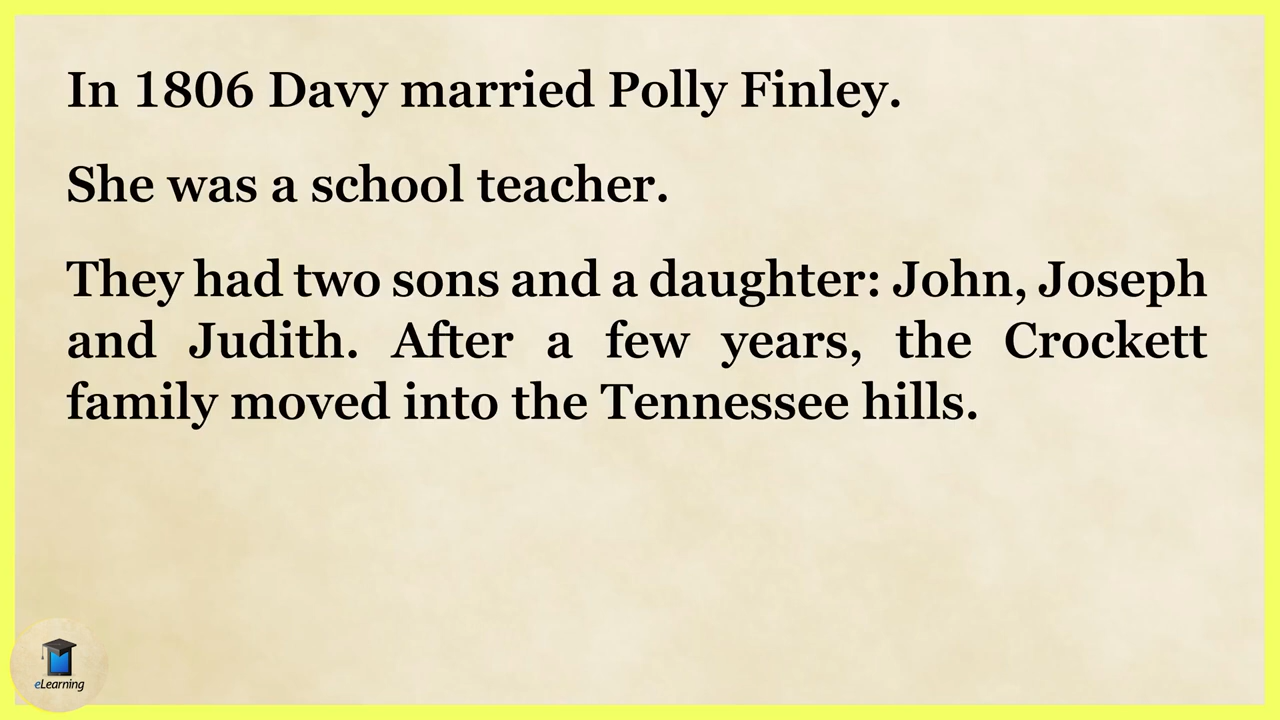 In 1806 Davy married Polly Finley.
She was a school teacher.
They had two sons and a daughter: John, Joseph
and Judith. After a few years, the Crockett
family moved into the Tennessee hills.
eLearning